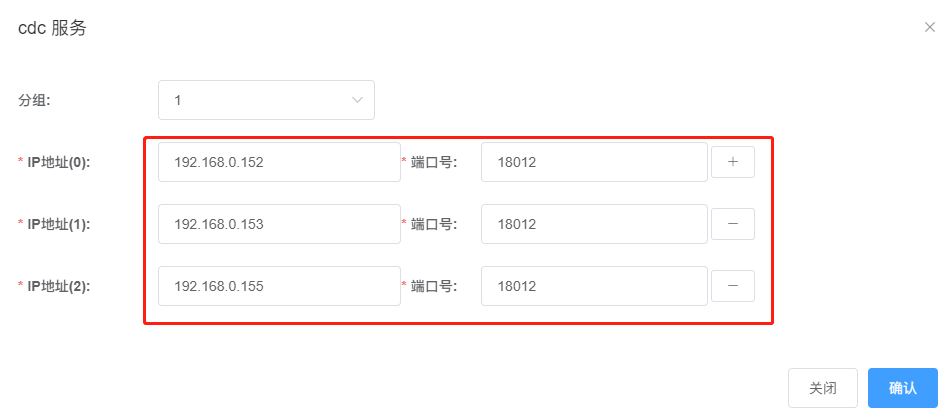 cdc 服务
分组: 1
* IP地址(0): 192.168.0.152 * 端口号: 18012
* IP地址(1): 192.168.0.153 * 端口号: 18012
* IP地址(2): 192.168.0.155 * 端口号: 18012
关闭 确认